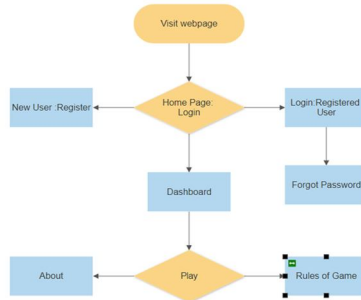 Visit webpage
New User :Register
Home Page:
Login
Login:Registered
User
Dashboard
Forgot Password
About
Play
Rules of Game